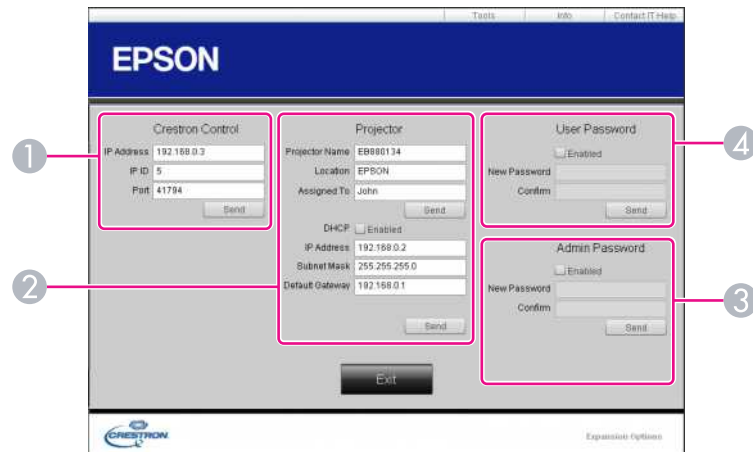 Tools Info Contact IT Help
EPSON
Crestron Control
IP Address 192.168.0.3
IP ID 5
Port 41794
Send
Projector
Projector Name EB880134
Location EPSON
Assigned To John
Send
DHCP Enabled
IP Address 192.168.0.2
Subnet Mask 255.255.255.0
Default Gateway 192.168.0.1
Send
User Password
Enabled
New Password
Confirm
Send
Admin Password
Enabled
New Password
Confirm
Send
Exit
1
2
4
3
CRESTRON
Expansion Options